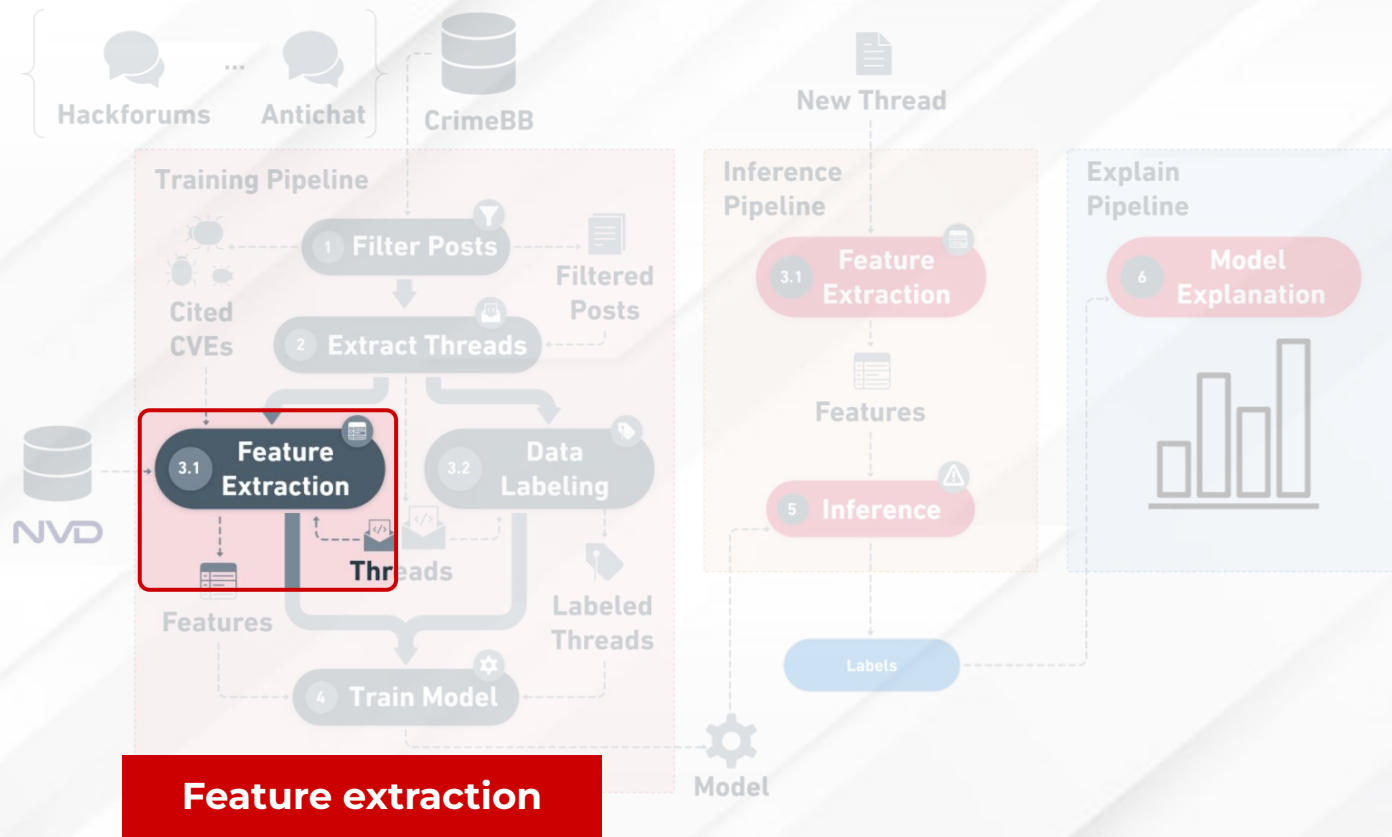 ...
Hackforums
Antichat
CrimeBB
New Thread
Training Pipeline
1 Filter Posts
Cited
CVEs
Filtered
Posts
2 Extract Threads
NVD
3.1 Feature
Extraction
3.2 Data
Labeling
</>
</>
Threads
Features
Labeled
Threads
4 Train Model
Model
Inference
Pipeline
3.1 Feature
Extraction
Features
5 Inference
Labels
Explain
Pipeline
6 Model
Explanation
Feature extraction